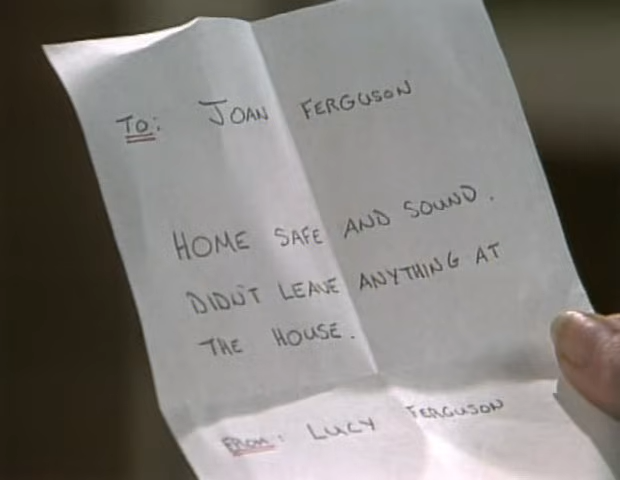 TO: JOAN FERGUSON
HOME SAFE AND SOUND.
DIDN'T LEAVE ANYTHING AT
THE HOUSE.
FROM: LUCY FERGUSON